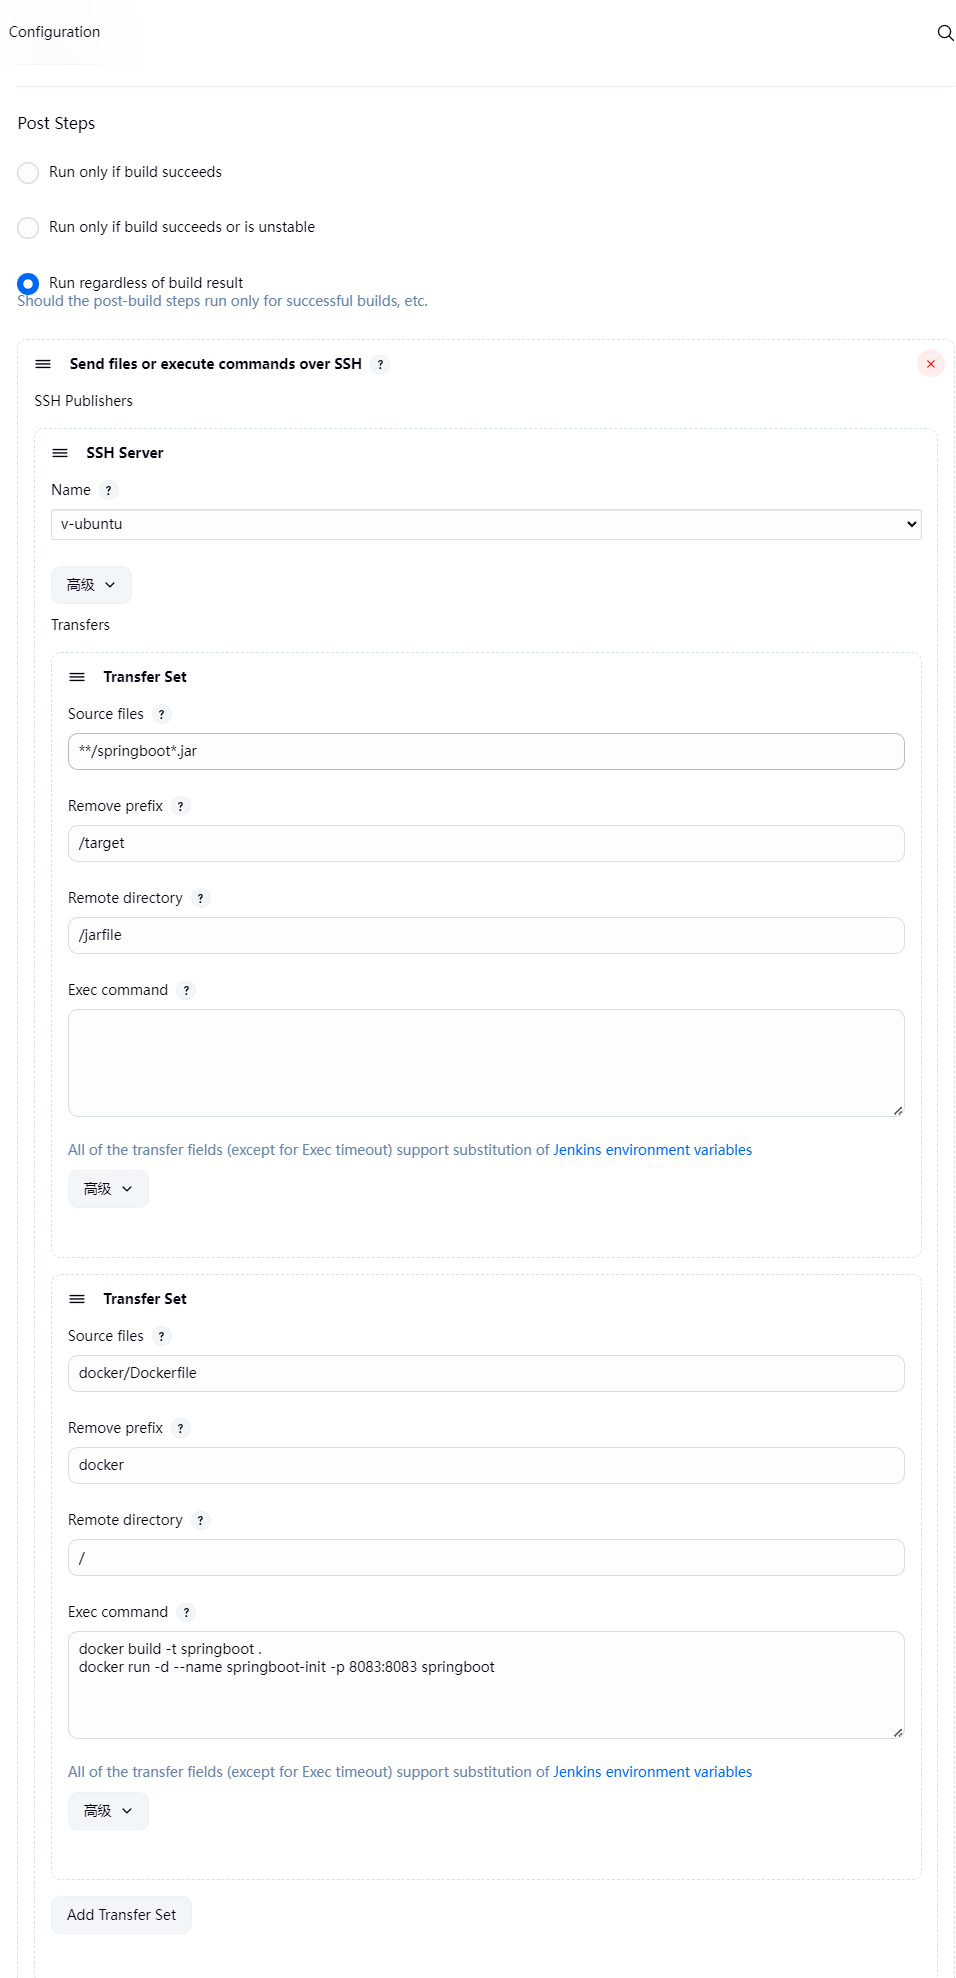 Configuration
Post Steps
Run only if build succeeds
Run only if build succeeds or is unstable
Run regardless of build result
Should the post-build steps run only for successful builds, etc.
Send files or execute commands over SSH ?
SSH Publishers
SSH Server
Name ?
v-ubuntu
高级
Transfers
Transfer Set
Source files ?
**/springboot*.jar
Remove prefix ?
/target
Remote directory ?
/jarfile
Exec command ?
All of the transfer fields (except for Exec timeout) support substitution of Jenkins environment variables
高级
Transfer Set
Source files ?
docker/Dockerfile
Remove prefix ?
docker
Remote directory ?
/
Exec command ?
docker build -t springboot .
docker run -d --name springboot-init -p 8083:8083 springboot
All of the transfer fields (except for Exec timeout) support substitution of Jenkins environment variables
高级
Add Transfer Set